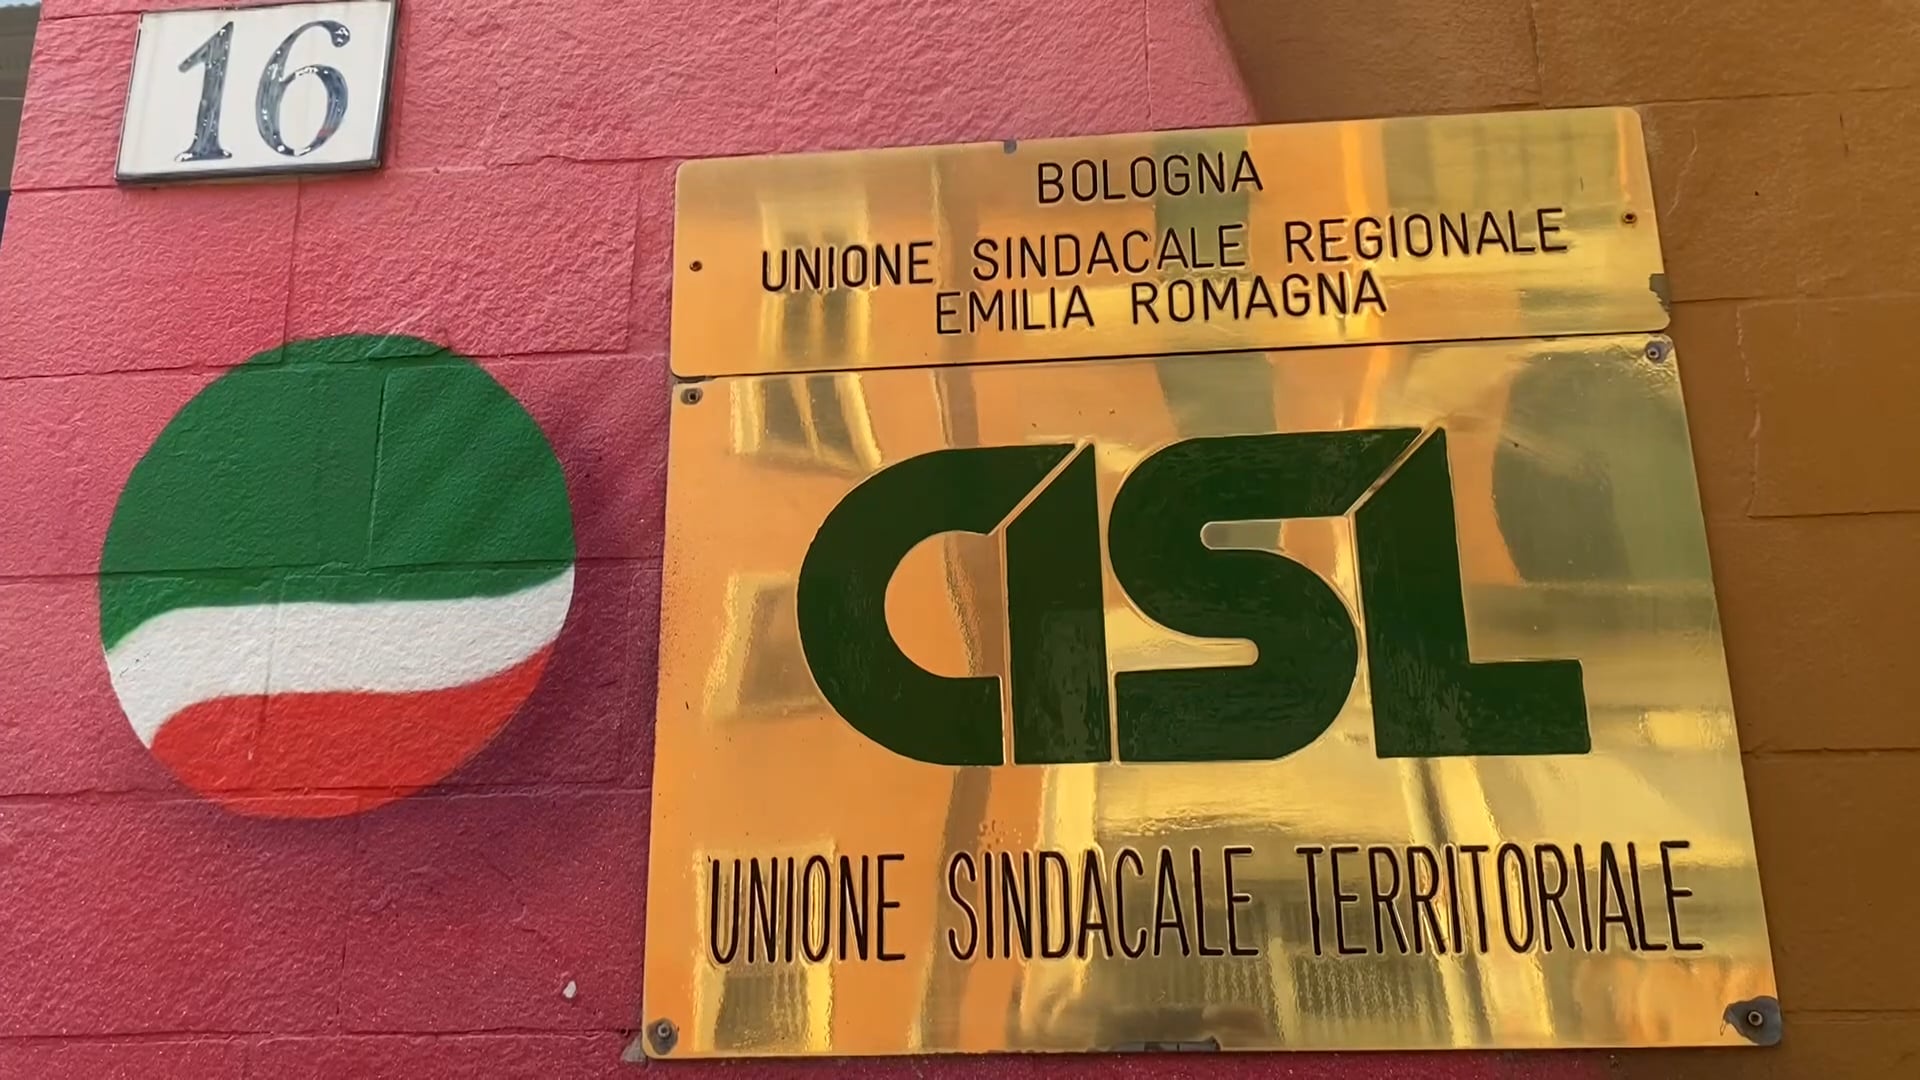 16
BOLOGNA
UNIONE SINDACALE REGIONALE
EMILIA ROMAGNA
CISL
UNIONE SINDACALE TERRITORIALE